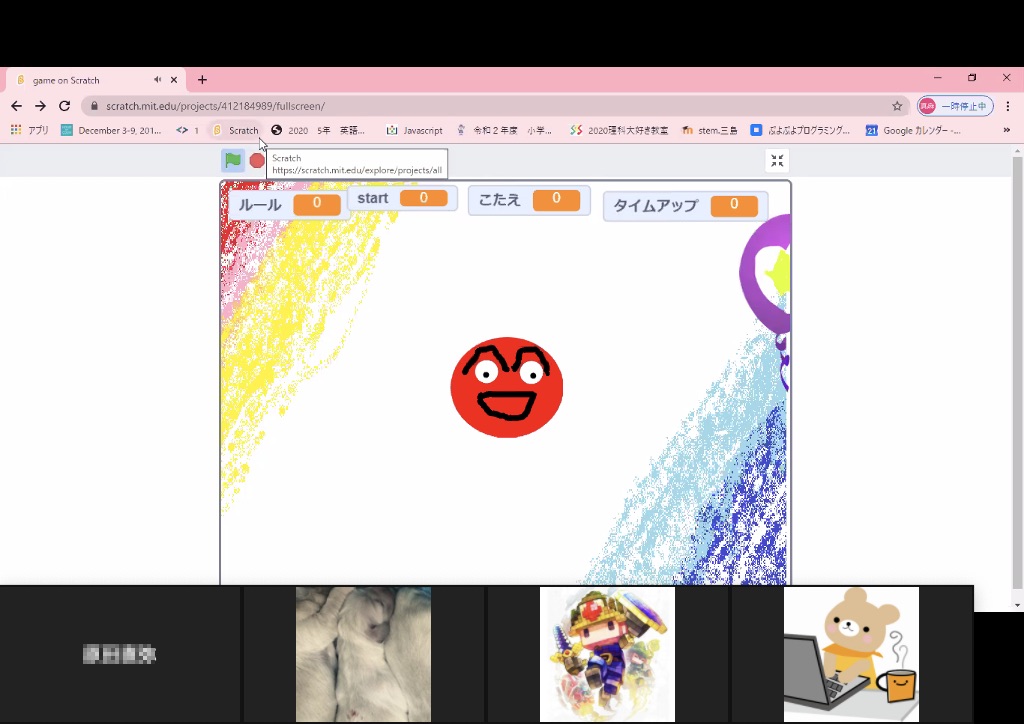 game on Scratch
scratch.mit.edu/projects/412184989/fullscreen/
真麻 一時停止中
アプリ December 3-9, 201... 1 Scratch 2020 5年 英語... Javascript 令和２年度 小学... 2020理科大好き教室 stem.三島 ぷよぷよプログラミング... 21 Google カレンダー -...
Scratch
https://scratch.mit.edu/explore/projects/all
ルール 0 start 0 こたえ 0 タイムアップ 0